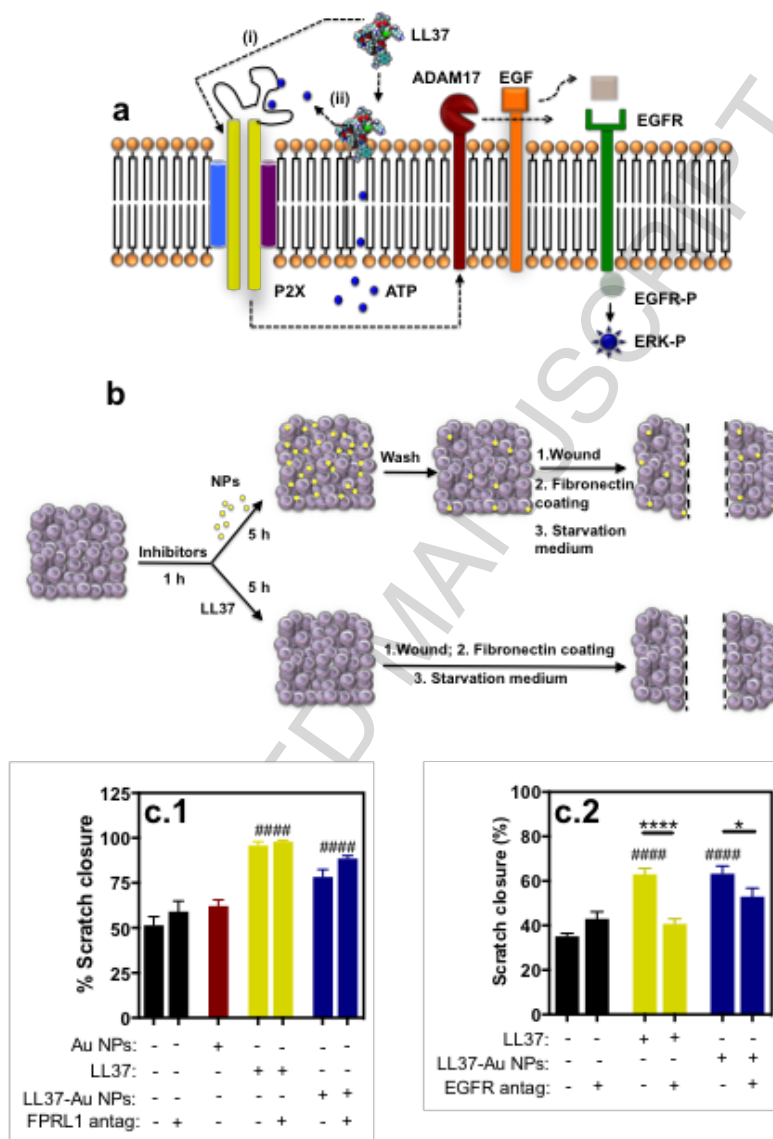 (i)
LL37
ADAM17
EGF
a
(ii)
EGFR
P2X
ATP
EGFR-P
ERK-P
b
NPs
Wash
1.Wound
2. Fibronectin
coating
3. Starvation
medium
5 h
Inhibitors
1 h
5 h
LL37
1.Wound; 2. Fibronectin coating
3. Starvation medium
c.1
% Scratch closure
125
100
75
50
25
0
####
####
Au NPs: - - + - - - -
LL37: - - - + + - -
LL37-Au NPs: - - - - - + +
FPRL1 antag: - + - - + - +
c.2
Scratch closure (%)
100
80
60
40
20
0
####
****
####
*
LL37: - - + + - -
LL37-Au NPs: - - - - + +
EGFR antag: - + - + - +